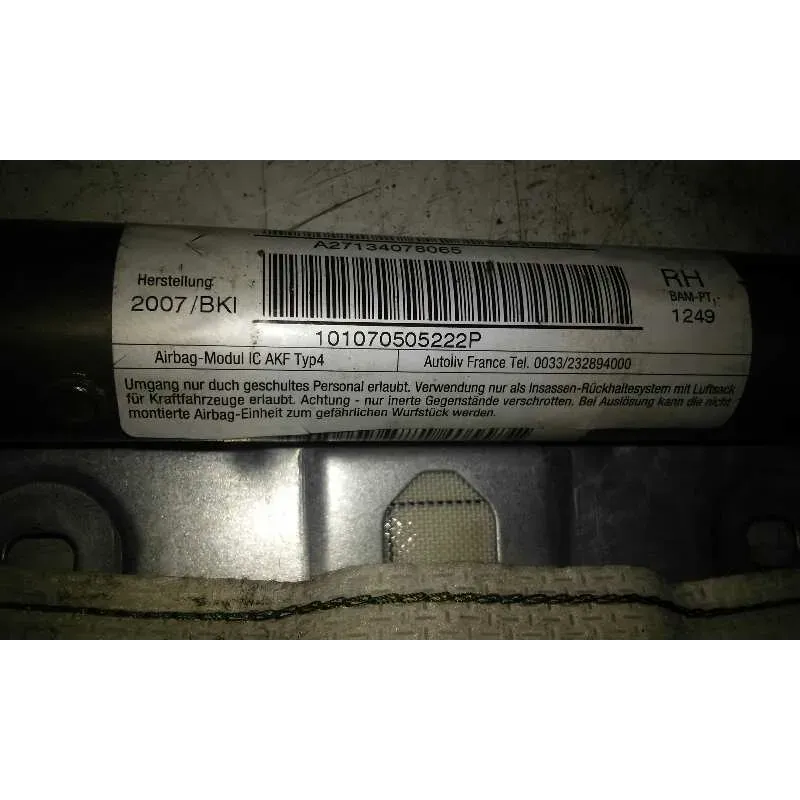 A27134078065
Herstellung
2007/BKI
RH
BAM-PT,-
1249
101070505222P
Airbag-Modul IC AKF Typ4
Autoliv France Tel. 0033/232894000
Umgang nur duch geschultes Personal erlaubt. Verwendung nur als Insassen-Rückhaltesystem mit Luftsack
für Kraftfahrzeuge erlaubt. Achtung - nur inerte Gegenstände verschrotten. Bei Auslösung kann die nicht
montierte Airbag-Einheit zum gefährlichen Wurfstück werden.